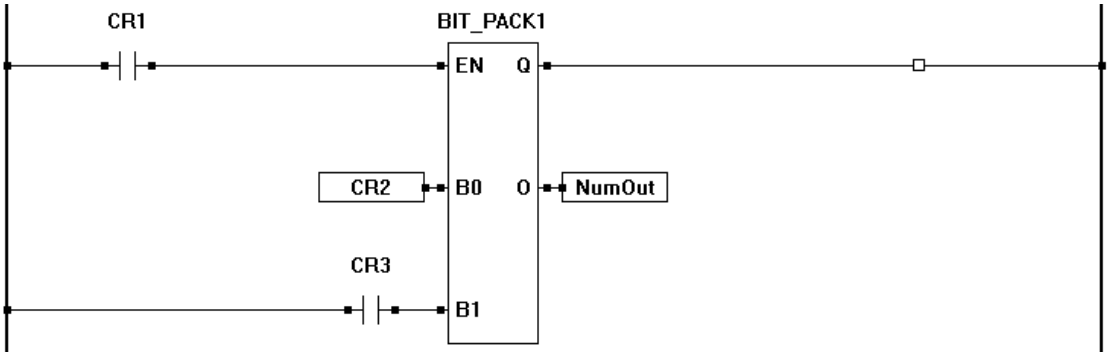 CR1 BIT_PACK1
EN Q
CR2 B0 O NumOut
CR3
B1